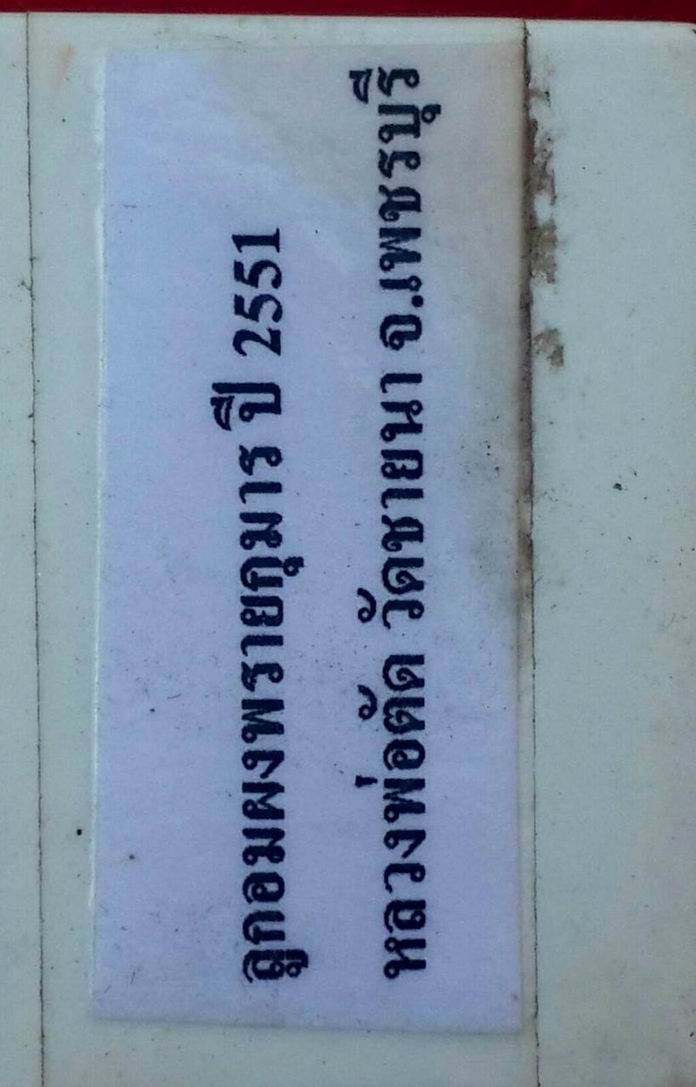 ลูกอมผงพรายกุมาร ปี 2551
หลวงพ่อตัด วัดชายนา จ.เพชรบุรี